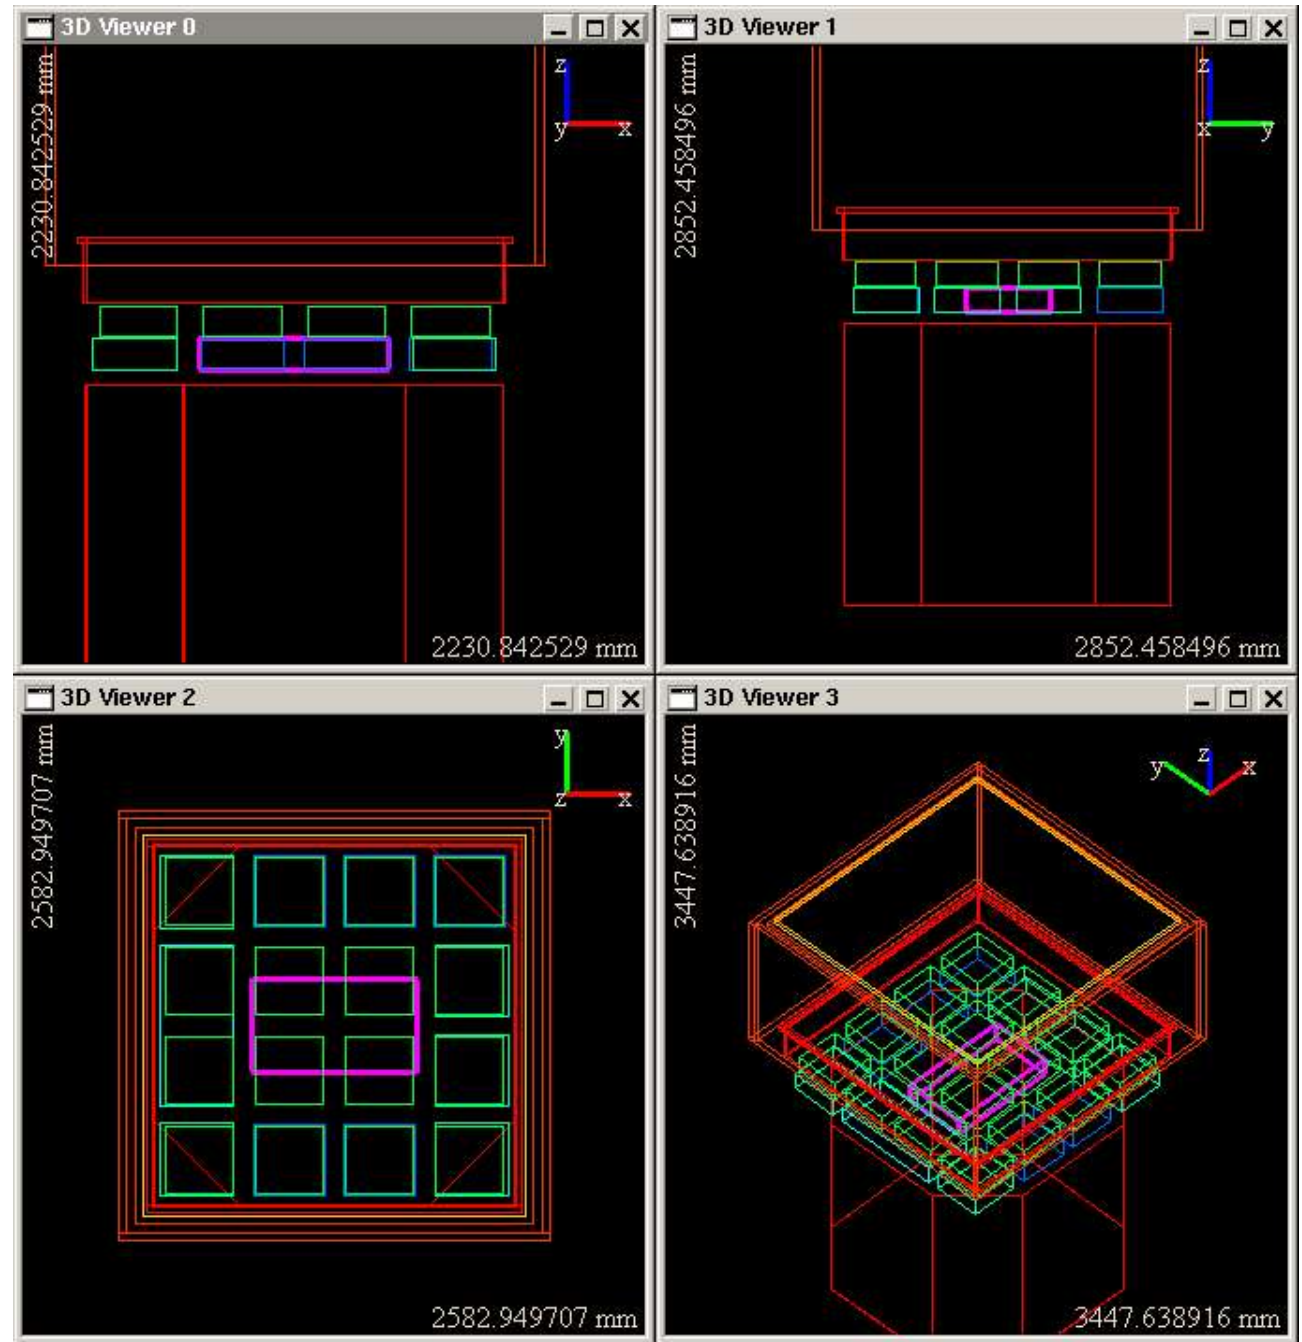 3D Viewer 0
2230.842529 mm
z
y x
2230.842529 mm
3D Viewer 1
2852.458496 mm
z
x y
2852.458496 mm
3D Viewer 2
2582.949707 mm
y
z x
2582.949707 mm
3D Viewer 3
3447.638916 mm
y z x
3447.638916 mm